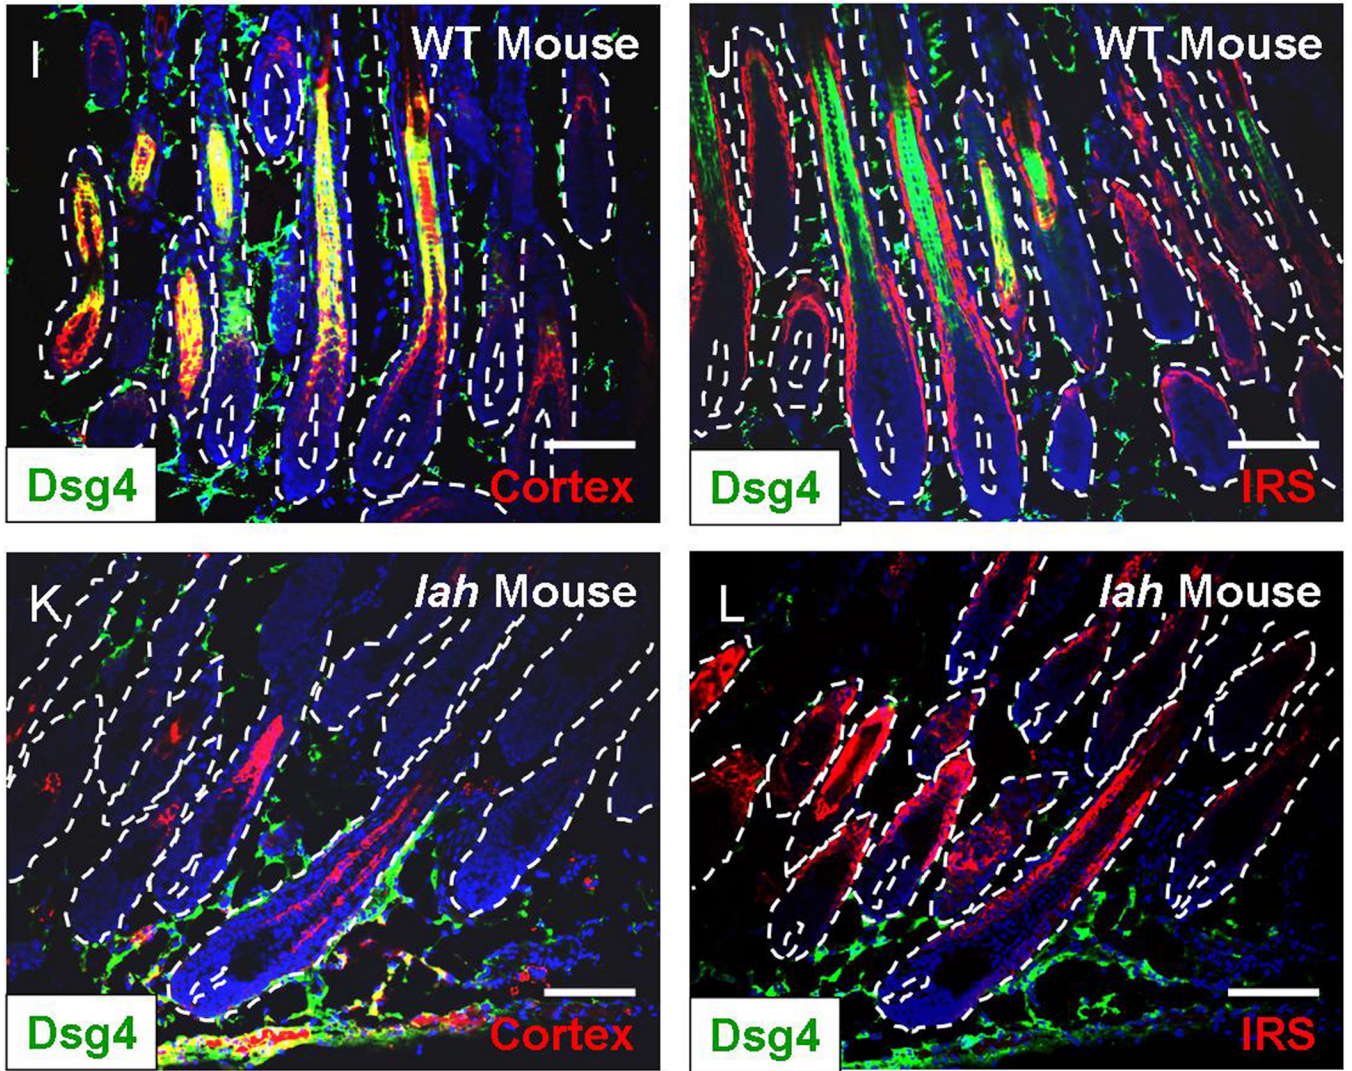 I
WT Mouse
Dsg4
Cortex
J
WT Mouse
Dsg4
IRS
K
lah Mouse
Dsg4
Cortex
L
lah Mouse
Dsg4
IRS